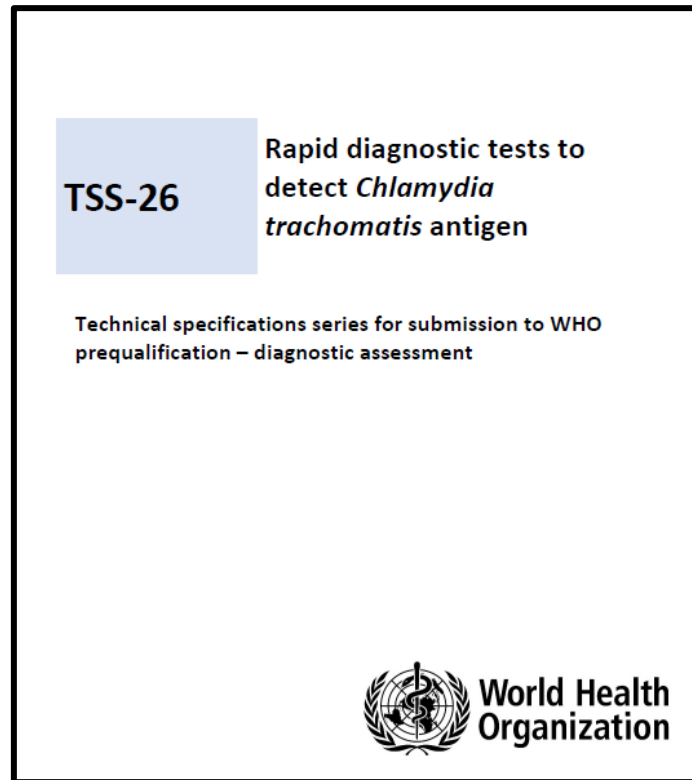 TSS-26
Rapid diagnostic tests to
detect Chlamydia
trachomatis antigen
Technical specifications series for submission to WHO
prequalification – diagnostic assessment
World Health
Organization